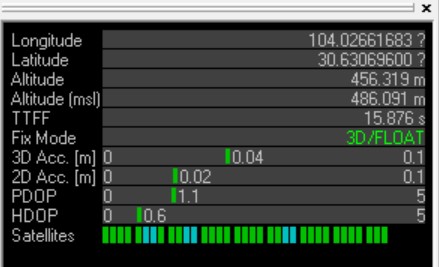 Longitude 104.02661683 ?
Latitude 30.63069600 ?
Altitude 456.319 m
Altitude (msl) 486.091 m
TTFF 15.876 s
Fix Mode 3D/FLOAT
3D Acc. [m] 0 0.04 0.1
2D Acc. [m] 0 0.02 0.1
PDOP 0 1.1 5
HDOP 0 0.6 5
Satellites